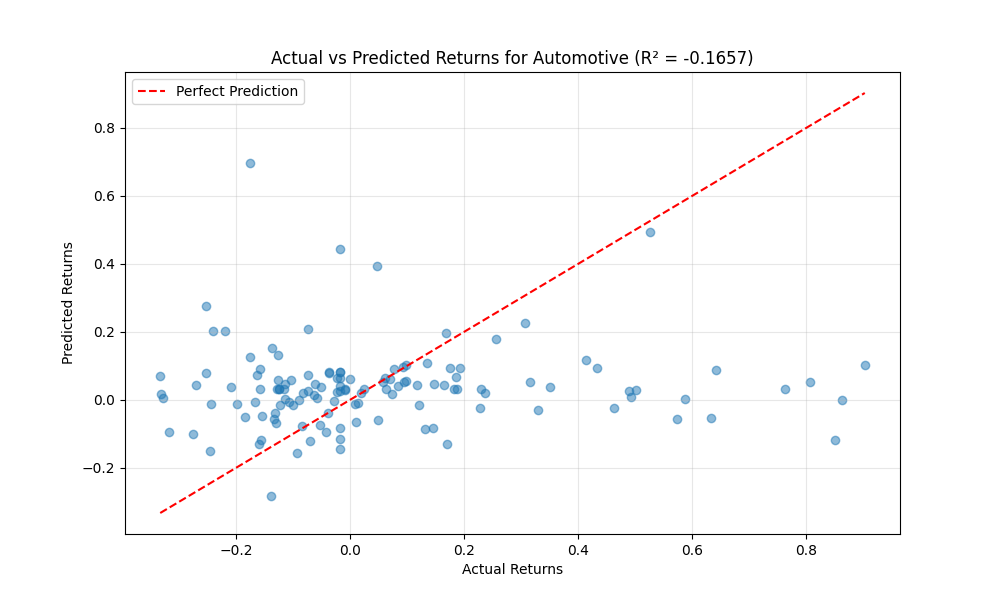 Actual vs Predicted Returns for Automotive (R² = -0.1657)
Perfect Prediction
Predicted Returns
0.8
0.6
0.4
0.2
0.0
−0.2
−0.2 0.0 0.2 0.4 0.6 0.8
Actual Returns